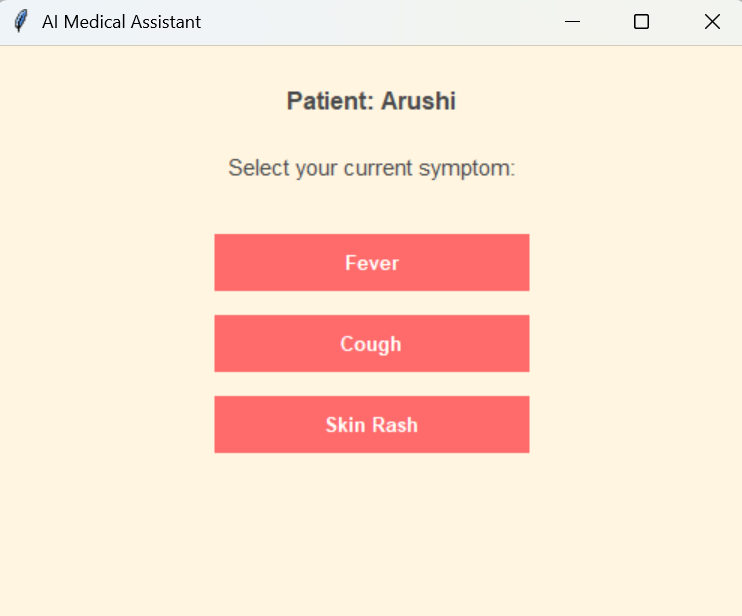 AI Medical Assistant
Patient: Arushi
Select your current symptom:
Fever
Cough
Skin Rash